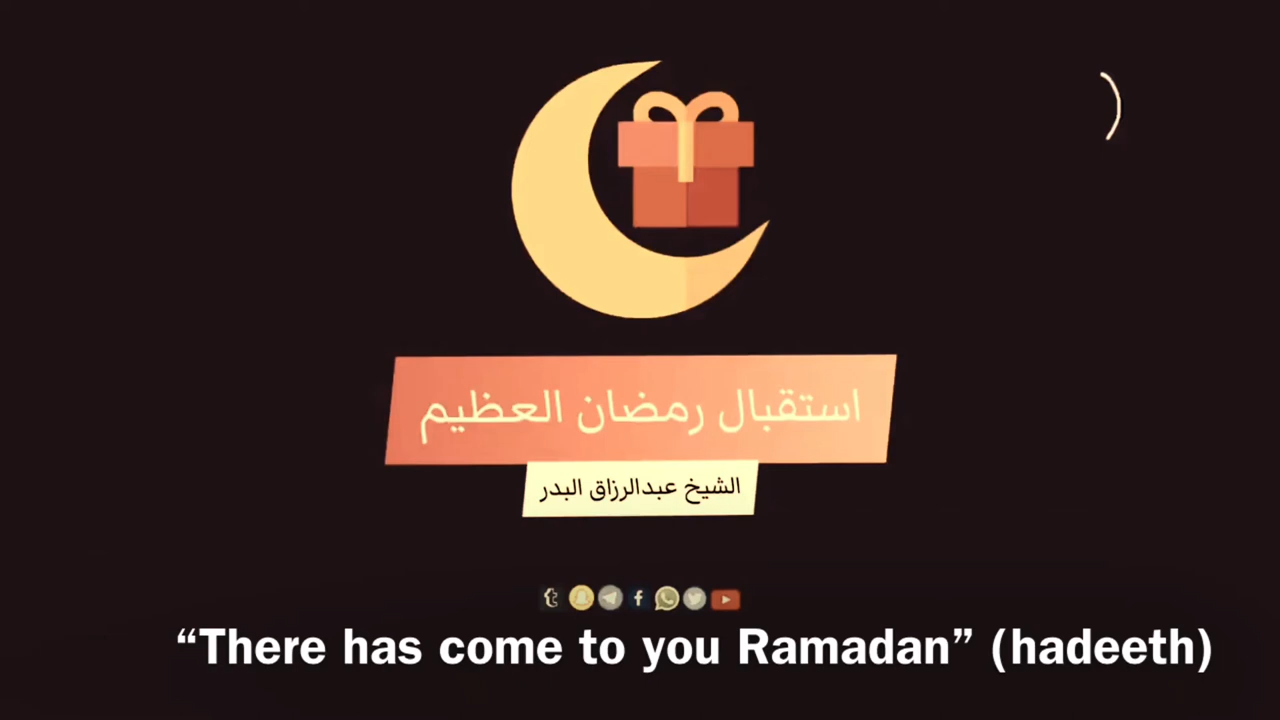 استقبال رمضان العظيم
الشيخ عبدالرزاق البدر
“There has come to you Ramadan” (hadeeth)